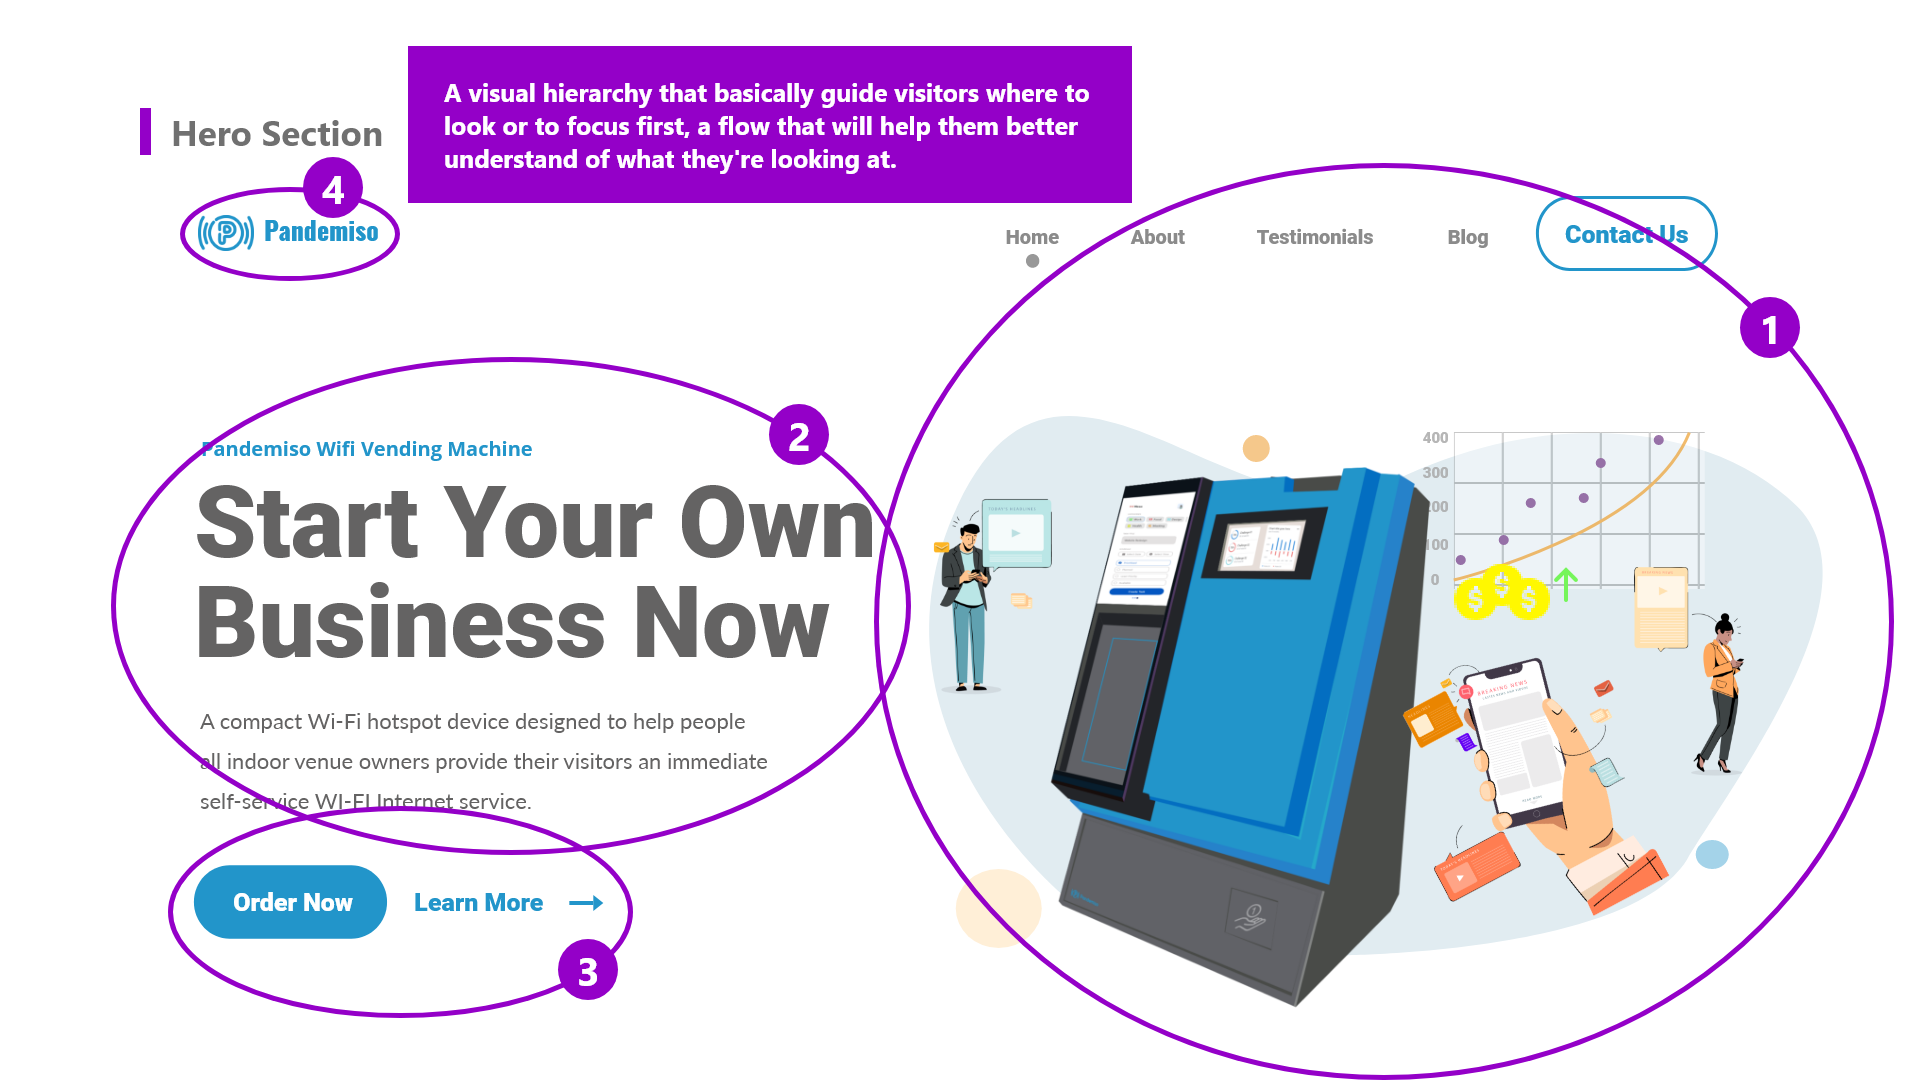 A visual hierarchy that basically guide visitors where to
look or to focus first, a flow that will help them better
understand of what they're looking at.
Hero Section
4
Pandemiso
Home
About
Testimonials
Blog
Contact Us
1
2
Pandemiso Wifi Vending Machine
Start Your Own
Business Now
A compact Wi-Fi hotspot device designed to help people
all indoor venue owners provide their visitors an immediate
self-service WI-FI Internet service.
Order Now
Learn More
3
400
300
200
100
0
TODAY'S HEADLINES
$ $ $
BREAKING NEWS